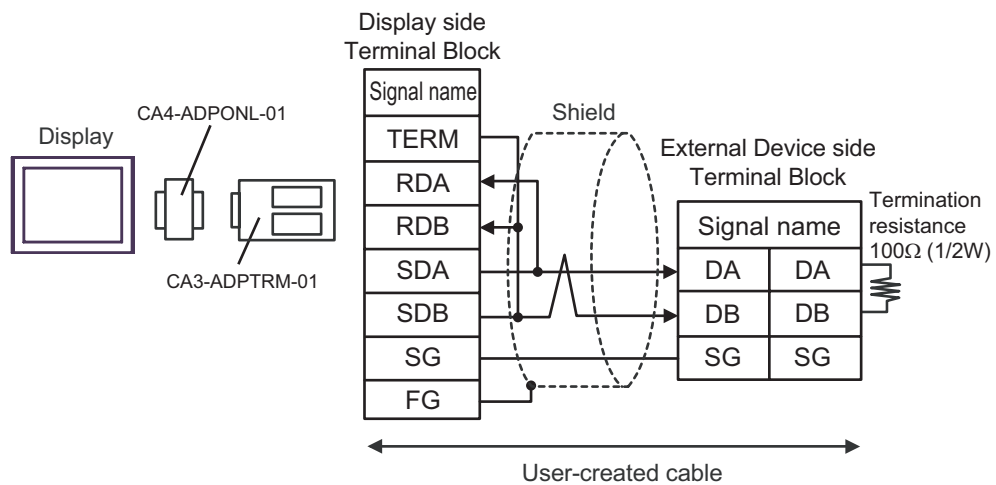 Display side
Terminal Block
Signal name
TERM
RDA
RDB
SDA
SDB
SG
FG
Display
CA4-ADPONL-01
CA3-ADPTRM-01
Shield
External Device side
Terminal Block
Signal name
DA DA
DB DB
SG SG
Termination
resistance
100Ω (1/2W)
User-created cable